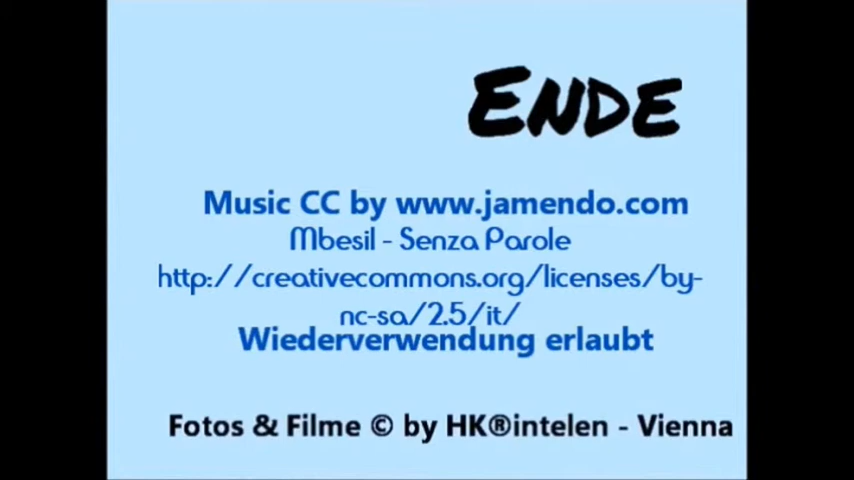 ENDE
Music CC by www.jamendo.com
Mbesil - Senza Parole
http://creativecommons.org/licenses/by-
nc-sa/2.5/it/
Wiederverwendung erlaubt
Fotos & Filme © by HK®intelen - Vienna